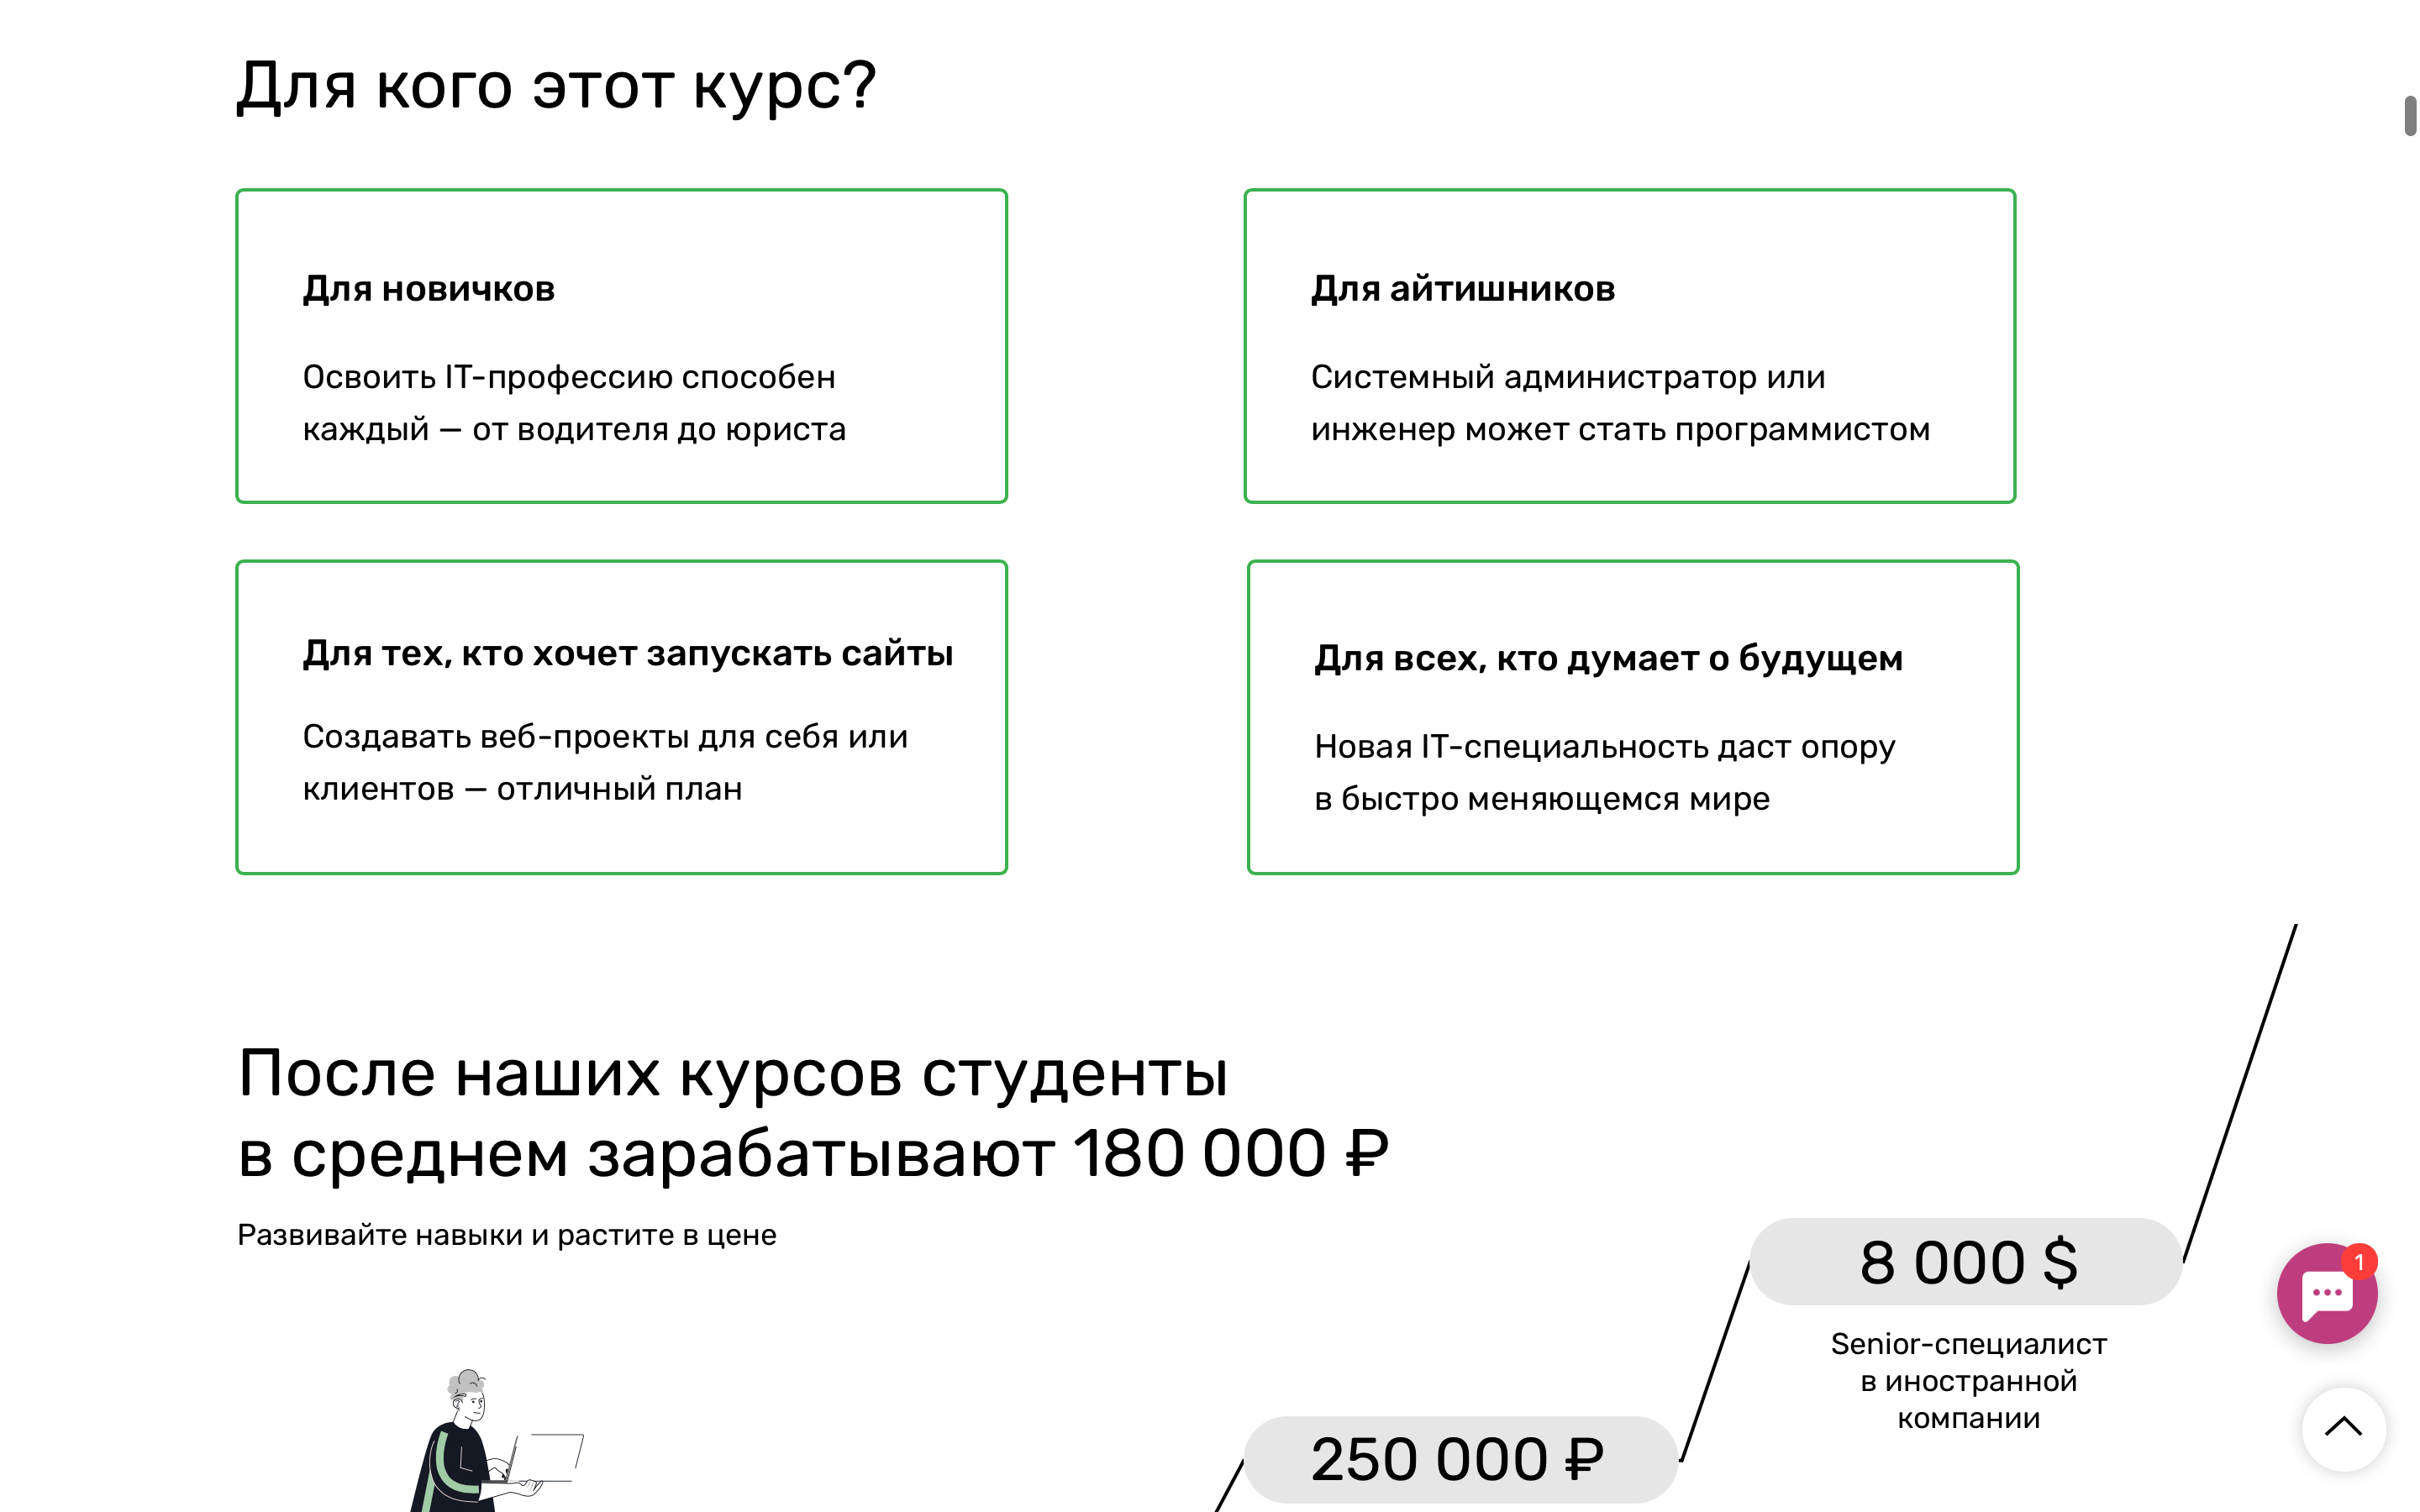 Для кого этот курс?
Для новичков
Освоить IT-профессию способен
каждый — от водителя до юриста
Для айтишников
Системный администратор или
инженер может стать программистом
Для тех, кто хочет запускать сайты
Создавать веб-проекты для себя или
клиентов — отличный план
Для всех, кто думает о будущем
Новая IT-специальность даст опору
в быстро меняющемся мире
После наших курсов студенты
в среднем зарабатывают 180 000 ₽
Развивайте навыки и растите в цене
8 000 $
Senior-специалист
в иностранной
компании
250 000 ₽
1